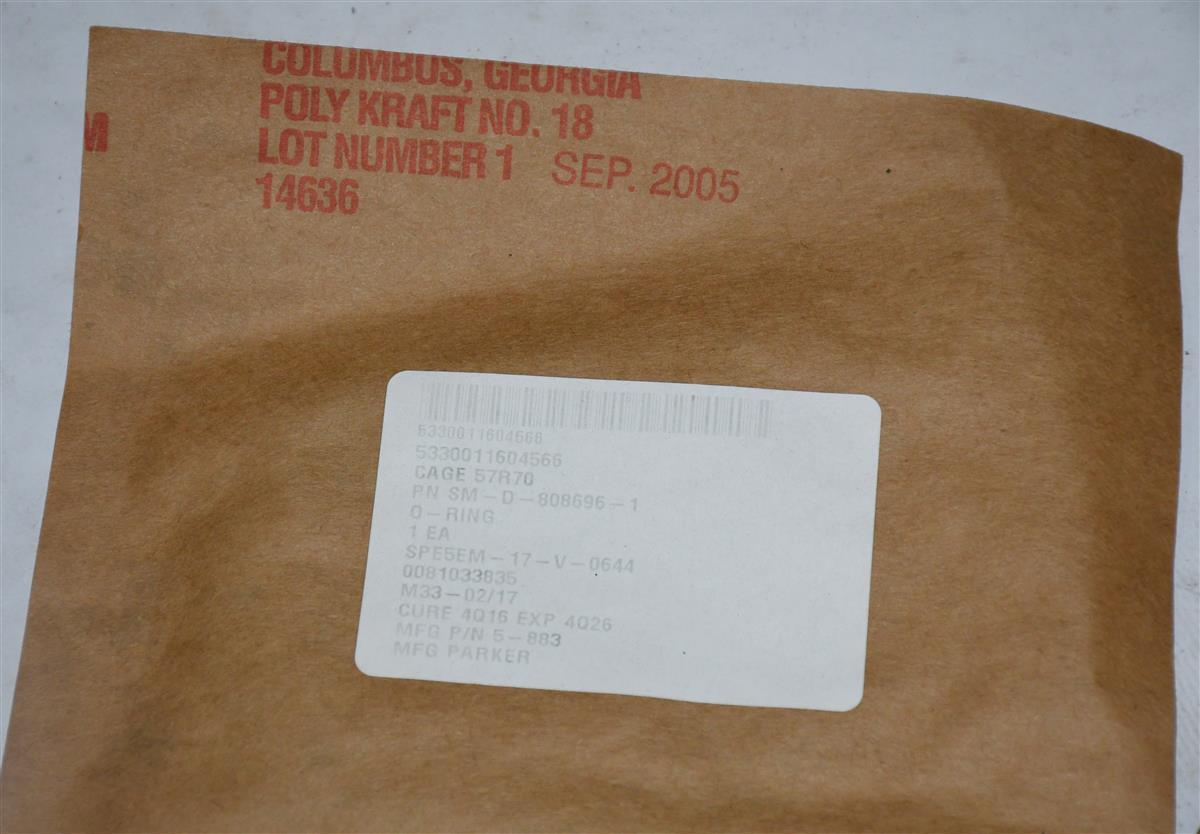 COLUMBUS, GEORGIA
POLY KRAFT NO. 18
M
LOT NUMBER 1 SEP. 2005
14636
5330011604566
5330011604566
CAGE 57R70
PN SM-D-808696-1
O-RING
1 EA
SPE5EM-17-V-0644
0081033835
M33-02/17
CURE 4Q16 EXP 4Q26
MFG P/N 5-883
MFG PARKER